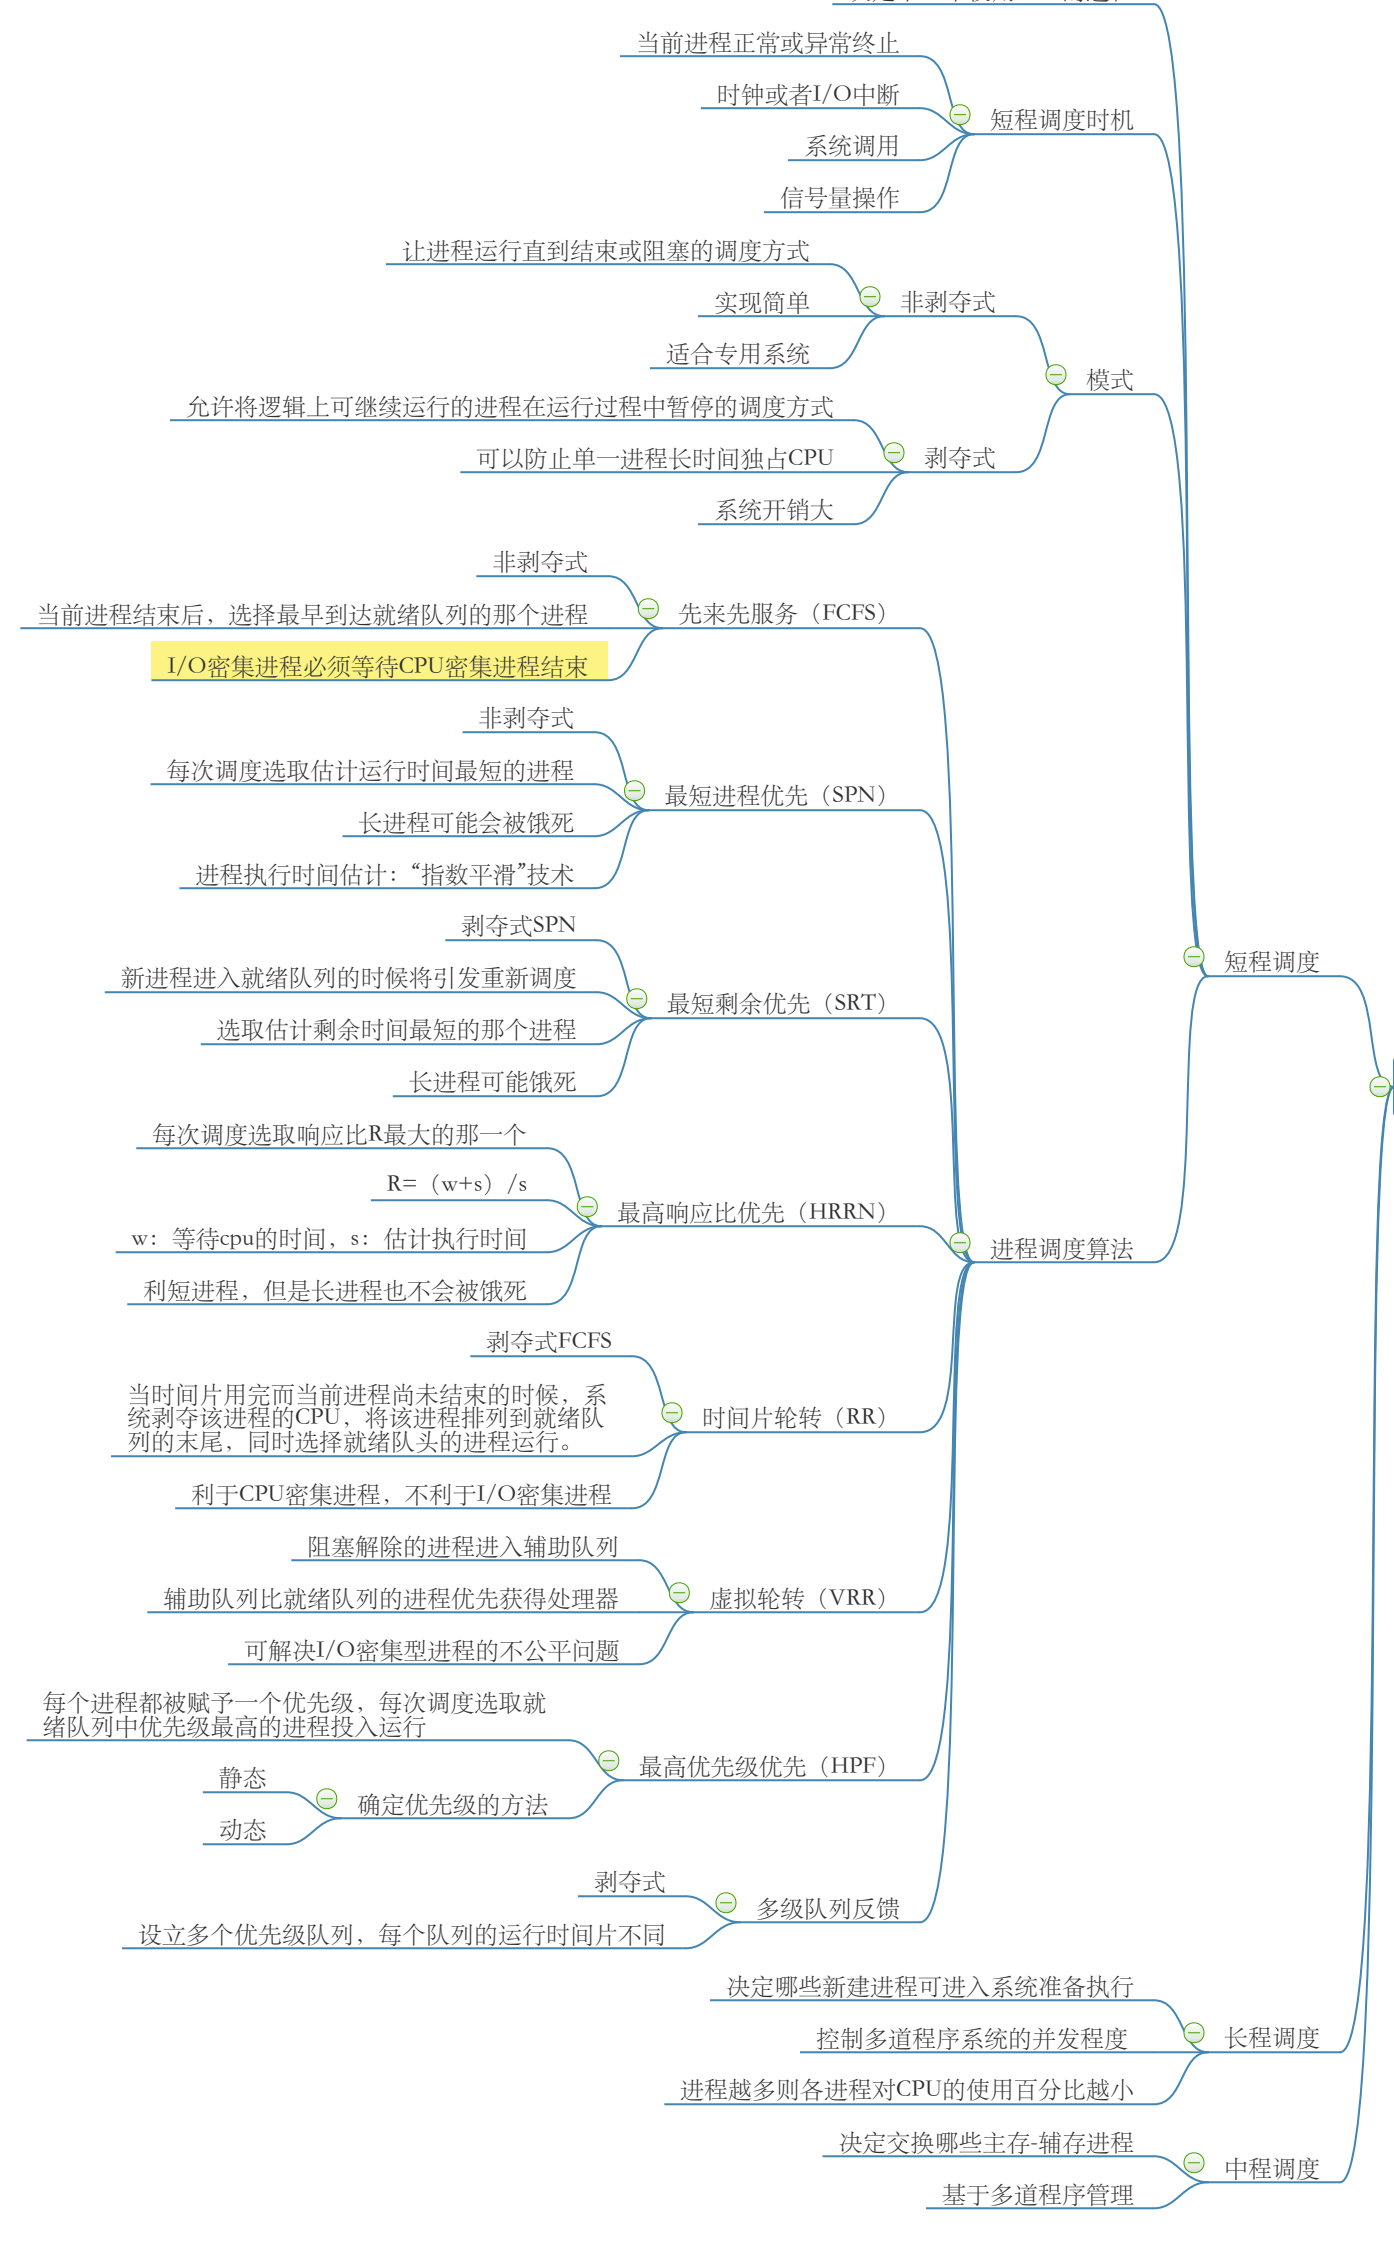 当前进程正常或异常终止
时钟或者I/O中断
短程调度时机
系统调用
信号量操作
让进程运行直到结束或阻塞的调度方式
实现简单
非剥夺式
适合专用系统
模式
允许将逻辑上可继续运行的进程在运行过程中暂停的调度方式
可以防止单一进程长时间独占CPU
剥夺式
系统开销大
非剥夺式
当前进程结束后，选择最早到达就绪队列的那个进程
先来先服务（FCFS）
I/O密集进程必须等待CPU密集进程结束
非剥夺式
每次调度选取估计运行时间最短的进程
最短进程优先（SPN）
长进程可能会被饿死
进程执行时间估计：“指数平滑”技术
剥夺式SPN
短程调度
新进程进入就绪队列的时候将引发重新调度
最短剩余优先（SRT）
选取估计剩余时间最短的那个进程
长进程可能饿死
每次调度选取响应比R最大的那一个
R=（w+s）/s
最高响应比优先（HRRN）
w：等待cpu的时间，s：估计执行时间
进程调度算法
利短进程，但是长进程也不会被饿死
剥夺式FCFS
当时间片用完而当前进程尚未结束的时候，系
统剥夺该进程的CPU，将该进程排列到就绪队
列的末尾，同时选择就绪队头的进程运行。
时间片轮转（RR）
利于CPU密集进程，不利于I/O密集进程
阻塞解除的进程进入辅助队列
辅助队列比就绪队列的进程优先获得处理器
虚拟轮转（VRR）
可解决I/O密集型进程的不公平问题
每个进程都被赋予一个优先级，每次调度选取就
绪队列中优先级最高的进程投入运行
最高优先级优先（HPF）
静态
确定优先级的方法
动态
剥夺式
多级队列反馈
设立多个优先级队列，每个队列的运行时间片不同
决定哪些新建进程可进入系统准备执行
控制多道程序系统的并发程度
长程调度
进程越多则各进程对CPU的使用百分比越小
决定交换哪些主存-辅存进程
中程调度
基于多道程序管理